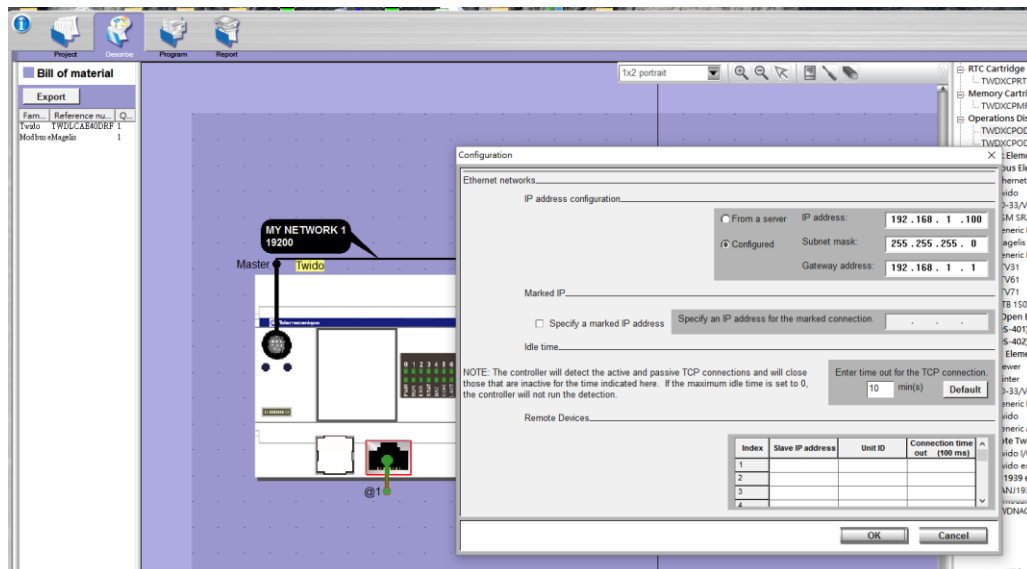 Project
Describe
Program
Report
Bill of material
Export
Fam...
Reference nu...
Q...
Twido TWDLCAE40DRF 1
Modbus eMagelis 1
1x2 portrait
MY NETWORK 1
19200
Master
Twido
Telemecanique
@1
Configuration
Ethernet networks
IP address configuration
From a server
IP address:
192 .168 . 1 .100
Configured
Subnet mask:
255 .255 .255 . 0
Gateway address:
192 .168 . 1 . 1
Marked IP
Specify a marked IP address
Specify an IP address for the marked connection.
Idle time
NOTE: The controller will detect the active and passive TCP connections and will close
those that are inactive for the time indicated here. If the maximum idle time is set to 0,
the controller will not run the detection.
Enter time out for the TCP connection.
10 min(s)
Default
Remote Devices
Index
Slave IP address
Unit ID
Connection time
out (100 ms)
1
2
3
4
OK
Cancel
RTC Cartridge
TWDXCPRT
Memory Cartri
TWDXCPMF
Operations Dis
TWDXCPOD
TWDXCPOD